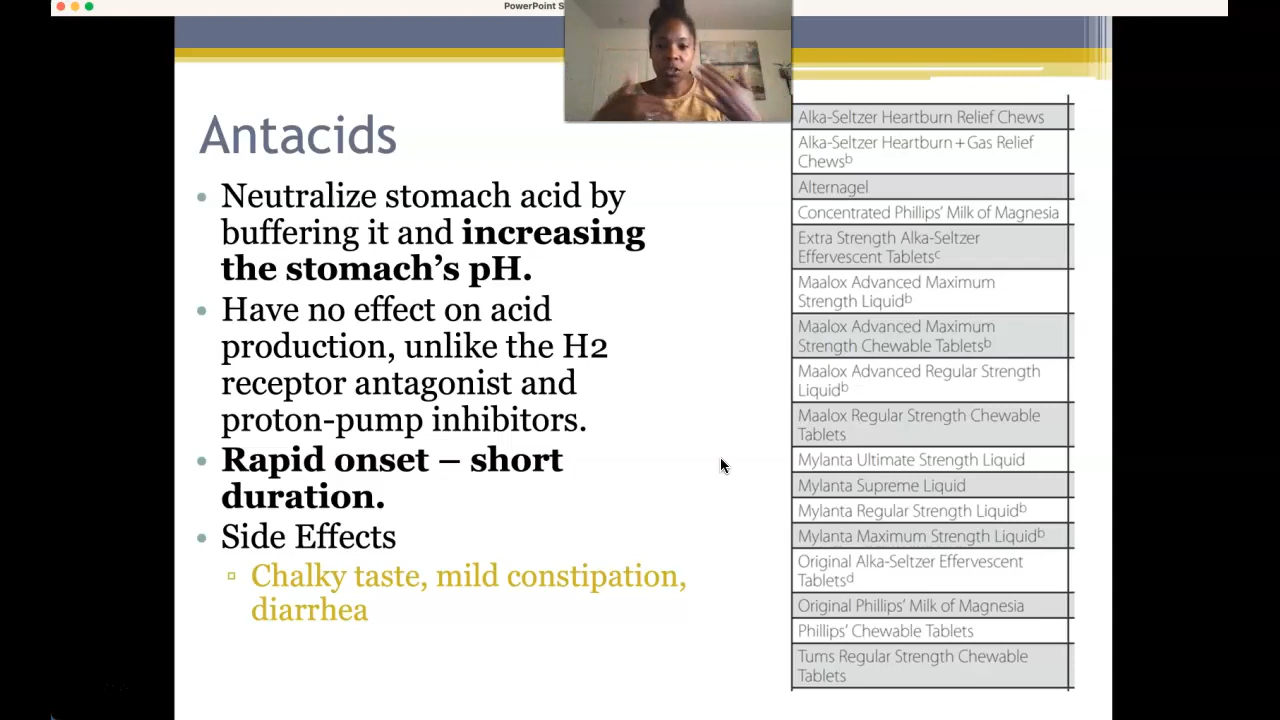 PowerPoint S
Antacids
• Neutralize stomach acid by
buffering it and increasing
the stomach's pH.
• Have no effect on acid
production, unlike the H2
receptor antagonist and
proton-pump inhibitors.
• Rapid onset – short
duration.
• Side Effects
▫ Chalky taste, mild constipation,
diarrhea
Alka-Seltzer Heartburn Relief Chews
Alka-Seltzer Heartburn + Gas Relief
Chewsᵇ
Alternagel
Concentrated Phillips' Milk of Magnesia
Extra Strength Alka-Seltzer
Effervescent Tabletsᶜ
Maalox Advanced Maximum
Strength Liquidᵇ
Maalox Advanced Maximum
Strength Chewable Tabletsᵇ
Maalox Advanced Regular Strength
Liquidᵇ
Maalox Regular Strength Chewable
Tablets
Mylanta Ultimate Strength Liquid
Mylanta Supreme Liquid
Mylanta Regular Strength Liquidᵇ
Mylanta Maximum Strength Liquidᵇ
Original Alka-Seltzer Effervescent
Tabletsᵈ
Original Phillips' Milk of Magnesia
Phillips' Chewable Tablets
Tums Regular Strength Chewable
Tablets